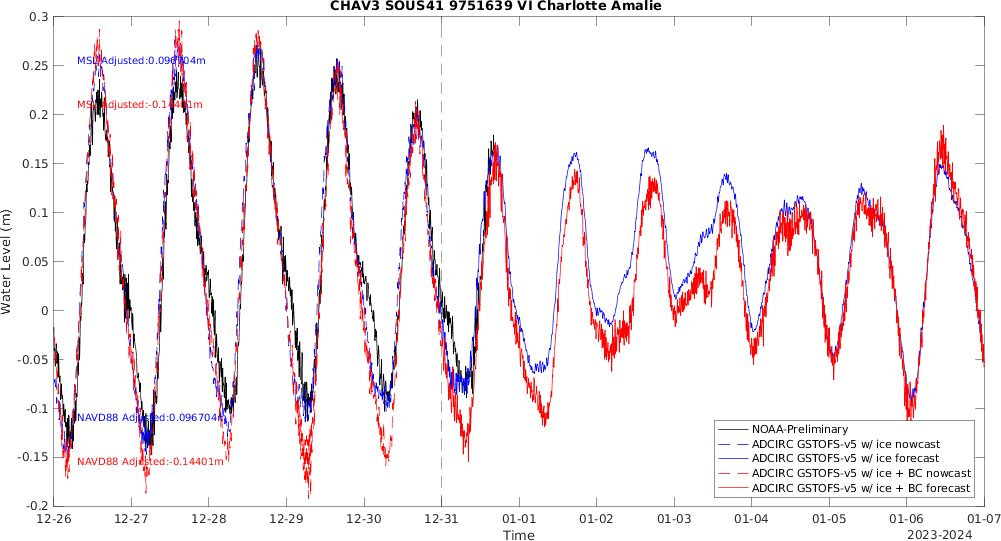 CHAV3 SOUS41 9751639 VI Charlotte Amalie
0.3
0.25
0.2
0.15
0.1
0.05
0
-0.05
-0.1
-0.15
-0.2
Water Level (m)
MSL Adjusted:0.096704m
MSL Adjusted:-0.14401m
NAVD88 Adjusted:0.096704m
NAVD88 Adjusted:-0.14401m
NOAA-Preliminary
ADCIRC GSTOFS-v5 w/ ice nowcast
ADCIRC GSTOFS-v5 w/ ice forecast
ADCIRC GSTOFS-v5 w/ ice + BC nowcast
ADCIRC GSTOFS-v5 w/ ice + BC forecast
12-26 12-27 12-28 12-29 12-30 12-31 01-01 01-02 01-03 01-04 01-05 01-06 01-07
Time
2023-2024